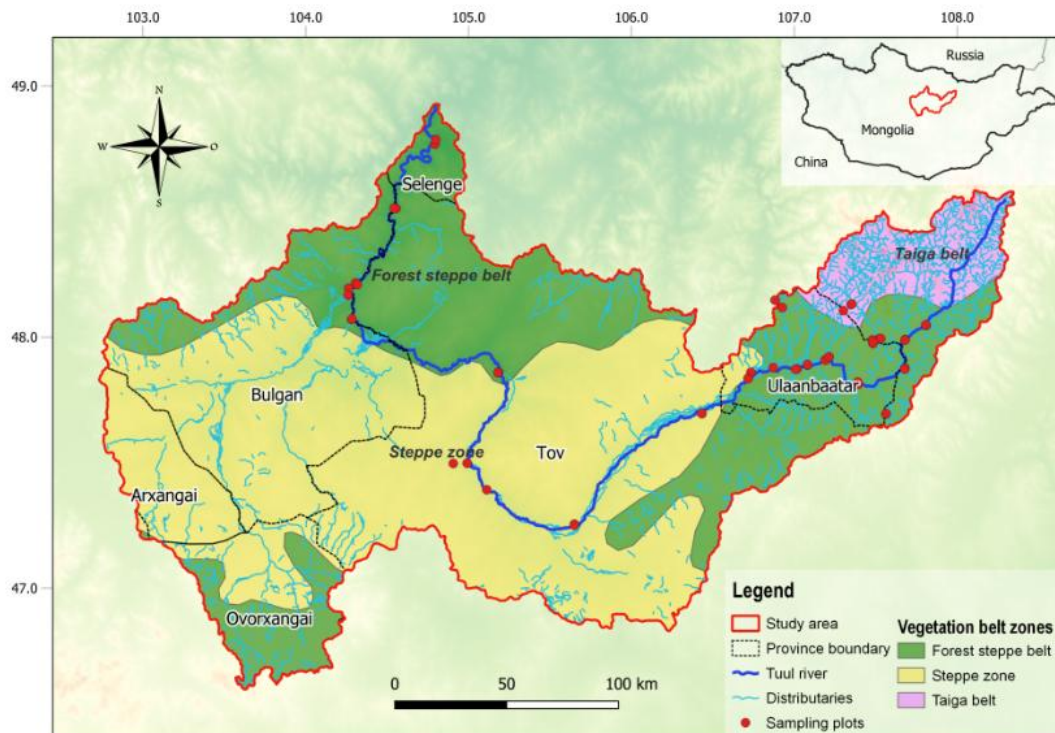 103.0 104.0 105.0 106.0 107.0 108.0
49.0
48.0
47.0
N
W O
S
Russia
Mongolia
China
Selenge
Taiga belt
Forest steppe belt
Ulaanbaatar
Bulgan
Steppe zone
Tov
Arxangai
Ovorxangai
0 50 100 km
Legend
Study area
Province boundary
Tuul river
Distributaries
Sampling plots
Vegetation belt zones
Forest steppe belt
Steppe zone
Taiga belt